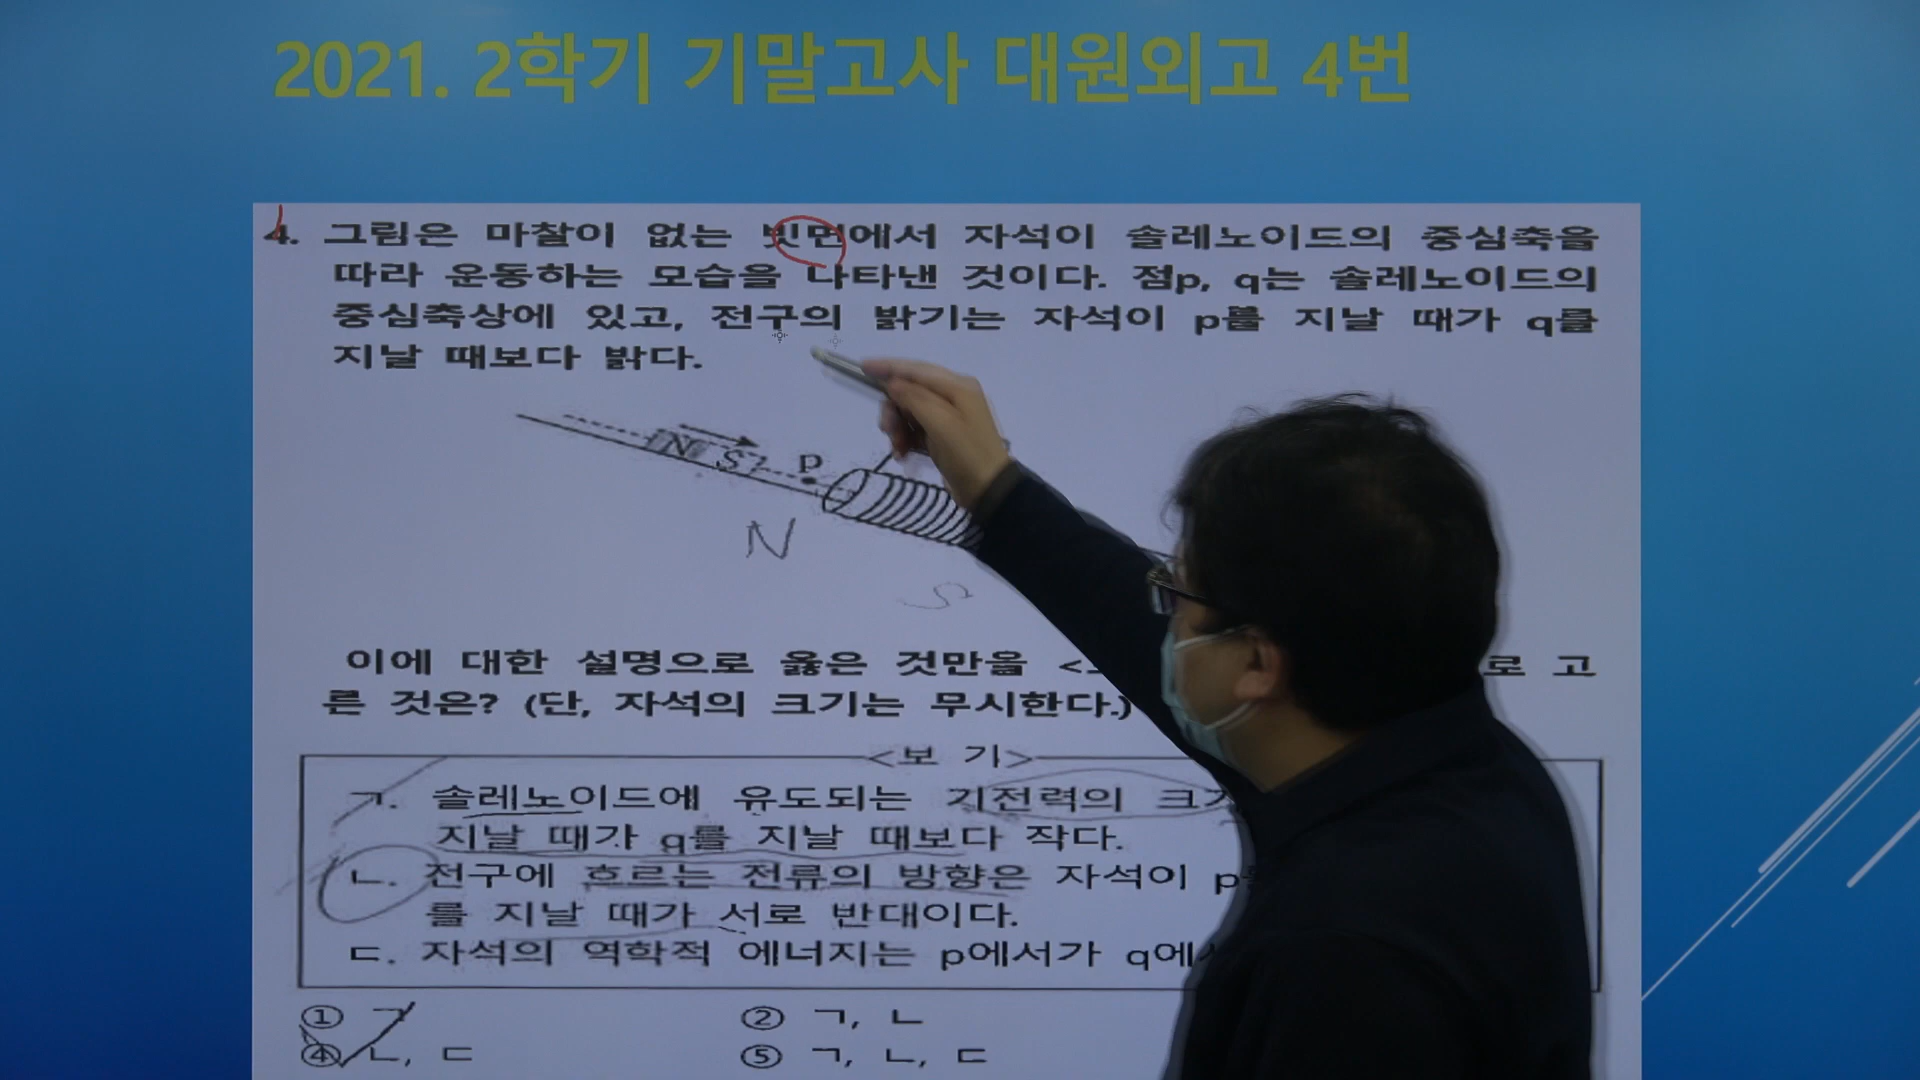 2021. 2학기 기말고사 대원외고 4번
4. 그림은 마찰이 없는 빗면에서 자석이 솔레노이드의 중심축을
따라 운동하는 모습을 나타낸 것이다. 점p, q는 솔레노이드의
중심축상에 있고, 전구의 밝기는 자석이 p를 지날 때가 q를
지날 때보다 밝다.
N S p
N
S
이에 대한 설명으로 옳은 것만을 < 로 고
른 것은? (단, 자석의 크기는 무시한다.)
<보 기>
ㄱ. 솔레노이드에 유도되는 기전력의
지날 때가 q를 지날 때보다 작다.
ㄴ. 전구에 흐르는 전류의 방향은 자석이
를 지날 때가 서로 반대이다.
ㄷ. 자석의 역학적 에너지는 p에서가
① ㄱ ② ㄱ, ㄴ
④ ㄴ, ㄷ ⑤ ㄱ, ㄴ, ㄷ